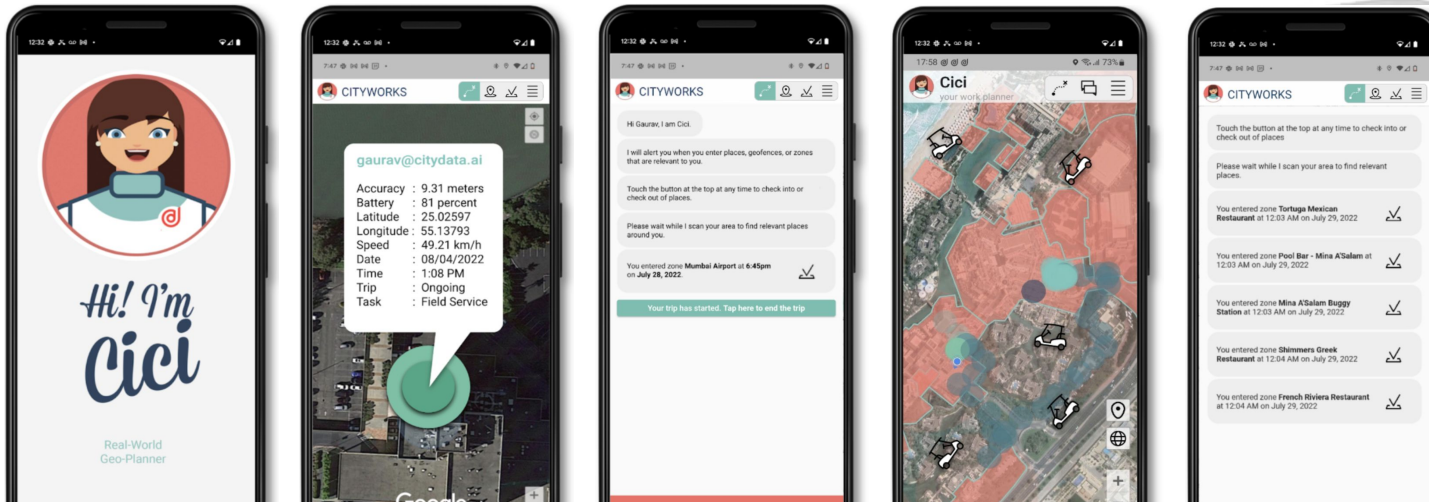 12:32
Hi! I'm
Cici
Real-World
Geo-Planner
12:32
7:47
CITYWORKS
gaurav@citydata.ai
Accuracy : 9.31 meters
Battery : 81 percent
Latitude : 25.02597
Longitude : 55.13793
Speed : 49.21 km/h
Date : 08/04/2022
Time : 1:08 PM
Trip : Ongoing
Task : Field Service
Google
12:32
7:47
CITYWORKS
Hi Gaurav, I am Cici.
I will alert you when you enter places, geofences, or zones
that are relevant to you.
Touch the button at the top at any time to check into or
check out of places.
Please wait while I scan your area to find relevant places
around you.
You entered zone Mumbai Airport at 6:45pm
on July 28, 2022.
Your trip has started. Tap here to end the trip
12:32
17:58
73%
Cici
your work planner
12:32
7:47
CITYWORKS
Touch the button at the top at any time to check into or
check out of places
Please wait while I scan your area to find relevant
places.
You entered zone Tortuga Mexican
Restaurant at 12:03 AM on July 29, 2022
You entered zone Pool Bar - Mina A'Salam at
12:03 AM on July 29, 2022
You entered zone Mina A'Salam Buggy
Station at 12:03 AM on July 29, 2022
You entered zone Shimmers Greek
Restaurant at 12:04 AM on July 29, 2022
You entered zone French Riviera Restaurant
at 12:04 AM on July 29, 2022